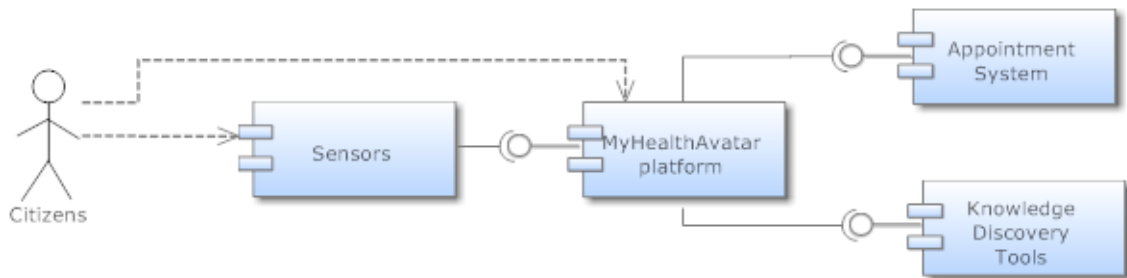 Appointment
System
Sensors
MyHealthAvatar
platform
Citizens
Knowledge
Discovery
Tools